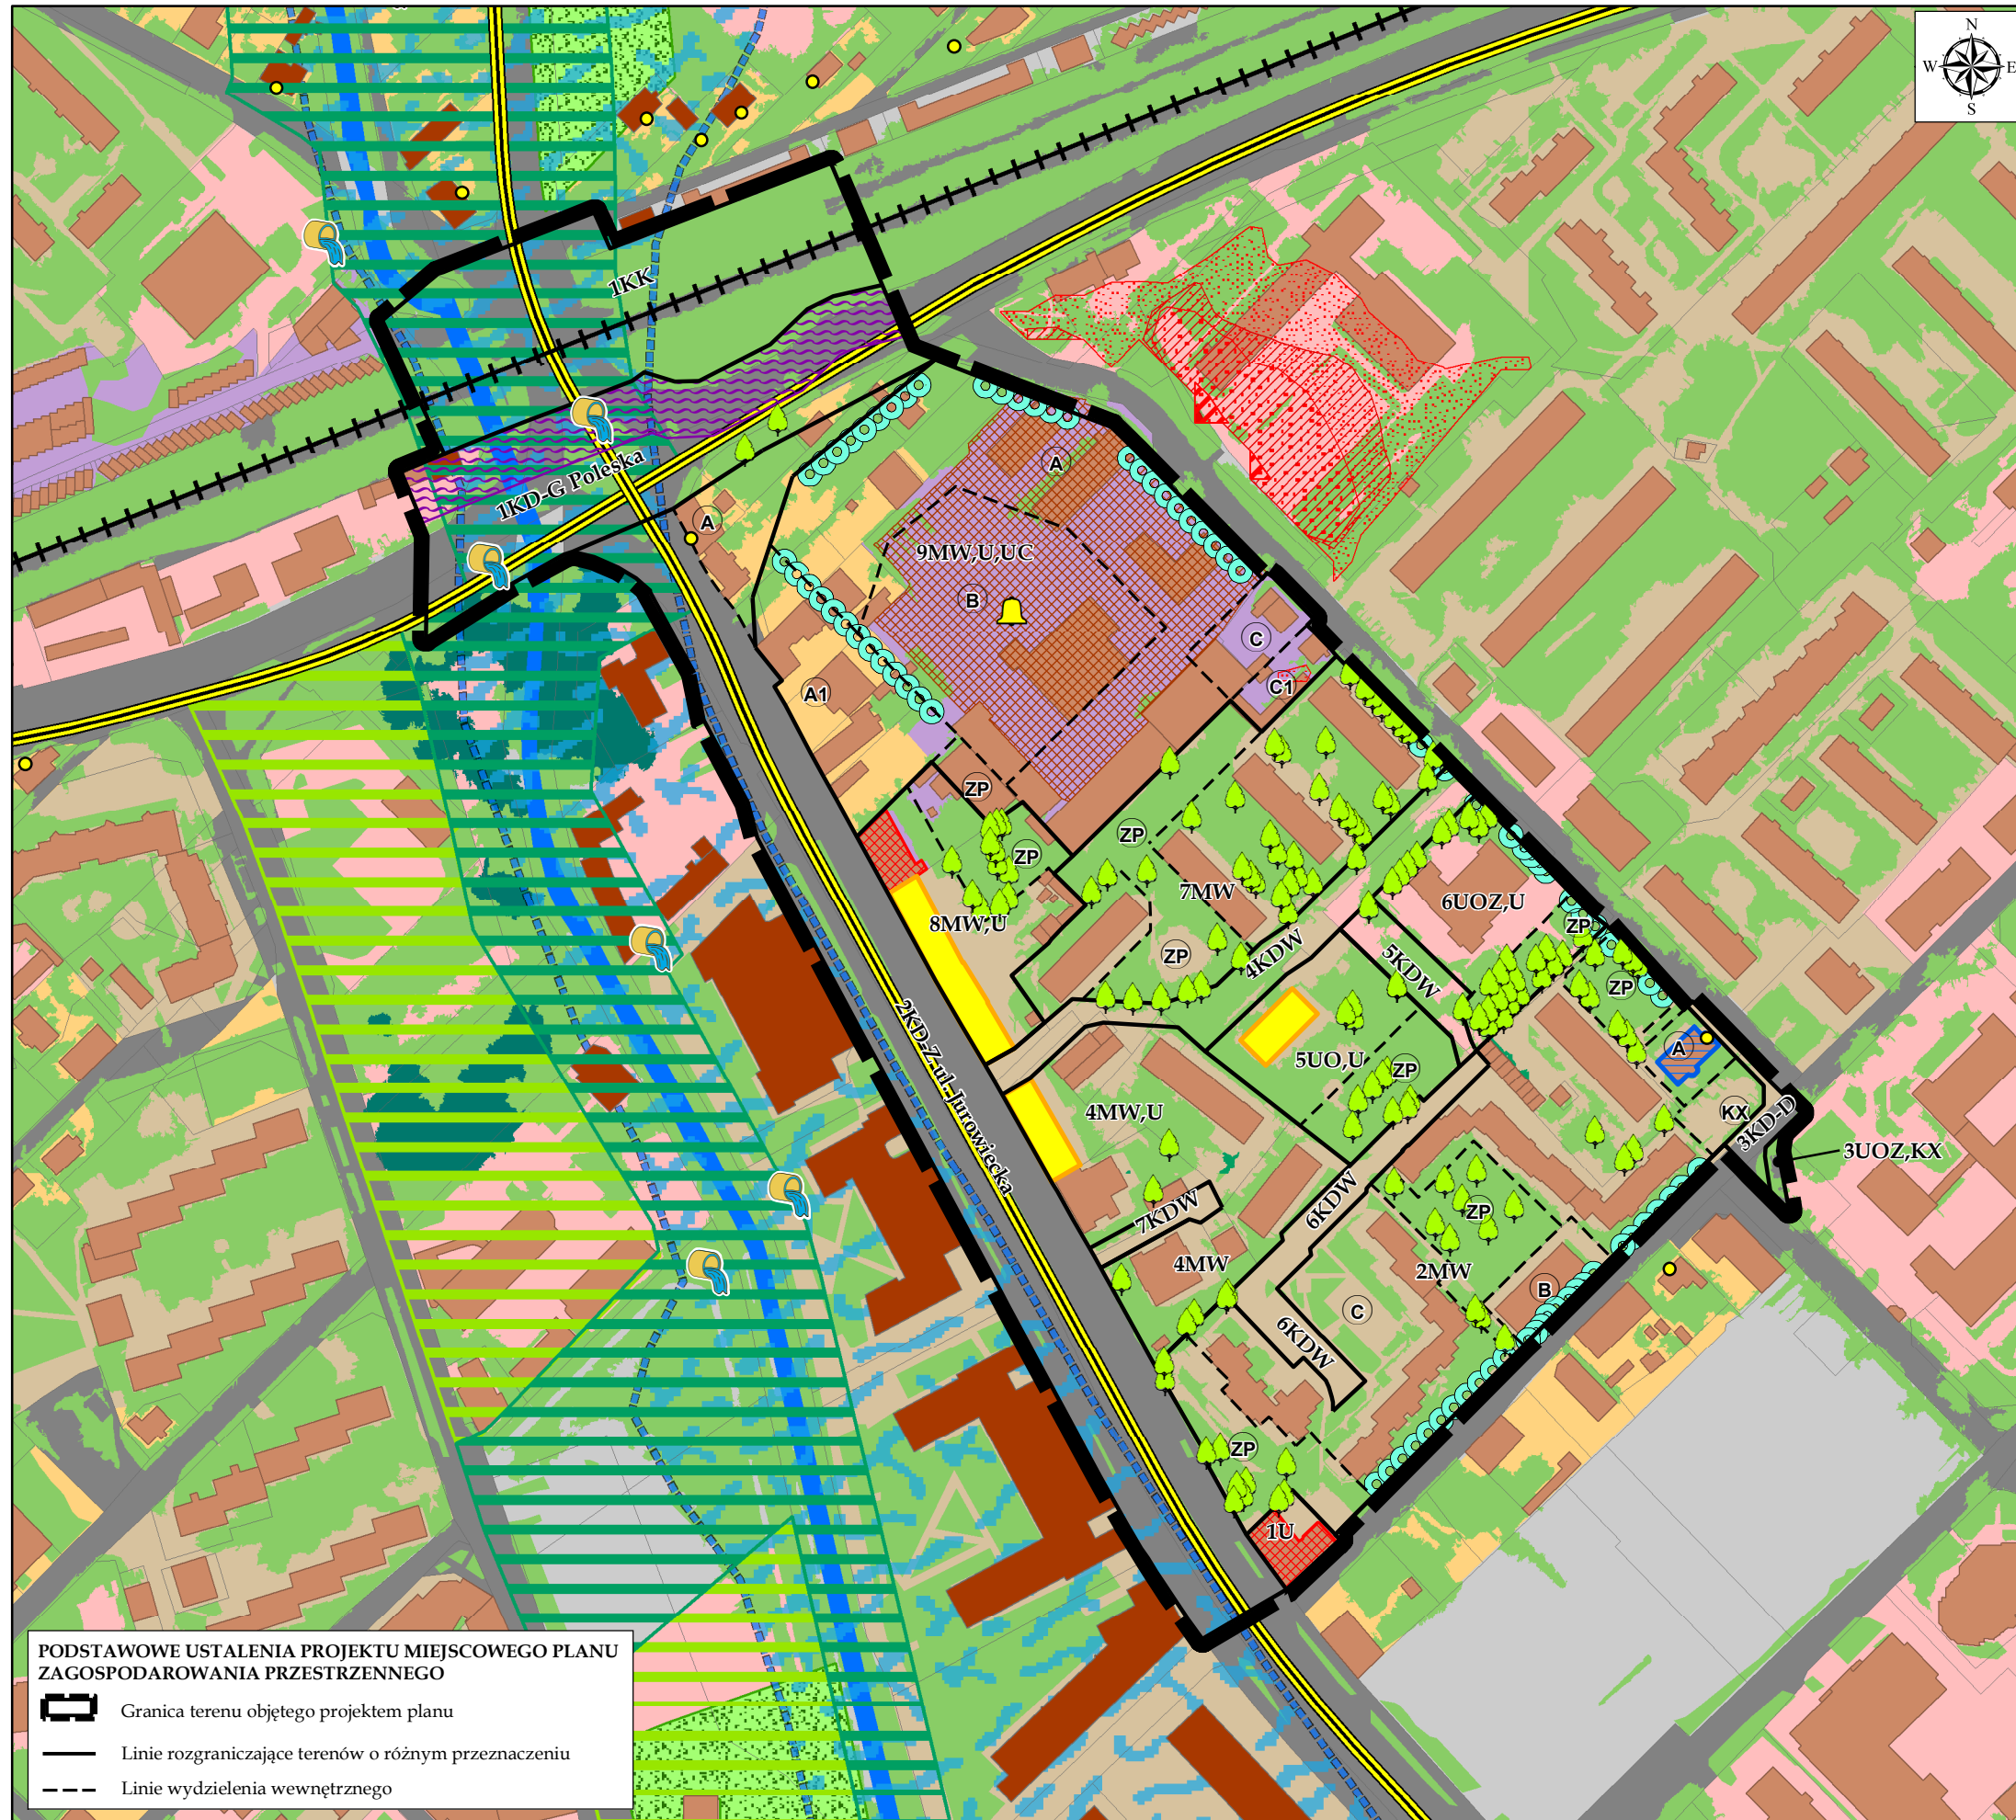 N
W E
S
1KK
1KD-G Poleska
A
A
9MW,U,UC
B
C
A1
C1
ZP
ZP
ZP
7MW
6UOZ,U
8MW,U
ZP
ZP
4KDW
5KDW
ZP
2KD-Z ul. Jurowiecka
5UO,U
ZP
A
4MW,U
KX
3KD-D
3UOZ,KX
7KDW
6KDW
ZP
4MW
2MW
B
C
6KDW
ZP
1U
PODSTAWOWE USTALENIA PROJEKTU MIEJSCOWEGO PLANU
ZAGOSPODAROWANIA PRZESTRZENNEGO
Granica terenu objętego projektem planu
Linie rozgraniczające terenów o różnym przeznaczeniu
Linie wydzielenia wewnętrznego